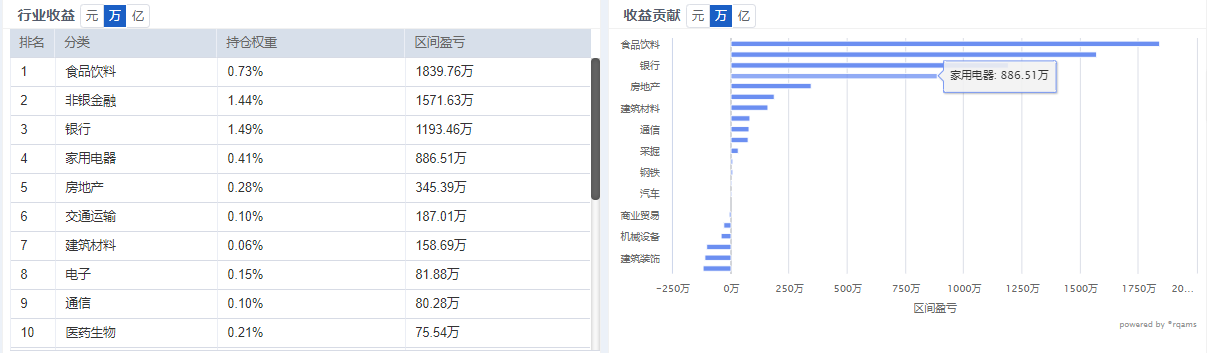 行业收益 元 万 亿
排名 分类 持仓权重 区间盈亏
1 食品饮料 0.73% 1839.76万
2 非银金融 1.44% 1571.63万
3 银行 1.49% 1193.46万
4 家用电器 0.41% 886.51万
5 房地产 0.28% 345.39万
6 交通运输 0.10% 187.01万
7 建筑材料 0.06% 158.69万
8 电子 0.15% 81.88万
9 通信 0.10% 80.28万
10 医药生物 0.21% 75.54万
收益贡献 元 万 亿
食品饮料
银行
家用电器: 886.51万
房地产
建筑材料
通信
采掘
钢铁
汽车
商业贸易
机械设备
建筑装饰
-250万 0万 250万 500万 750万 1000万 1250万 1500万 1750万 20...
区间盈亏
powered by *rqams